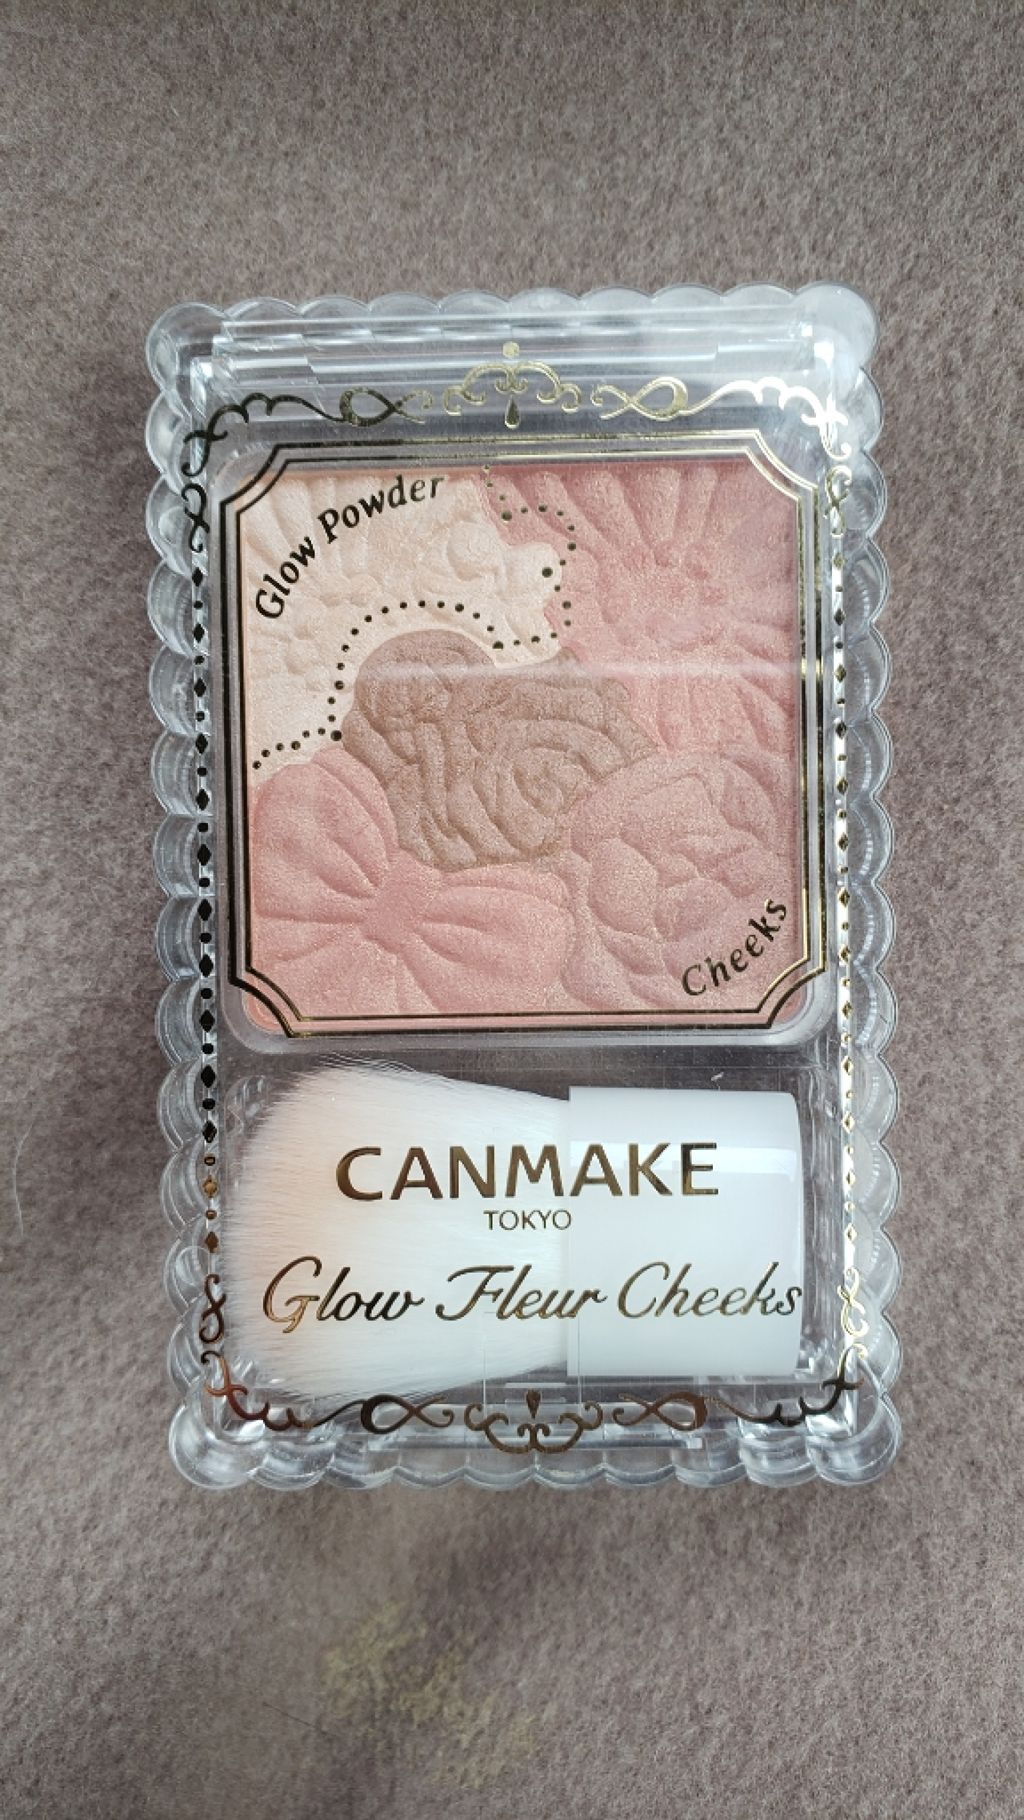 Glow Powder
Cheeks
CANMAKE
TOKYO
Glow Fleur Cheeks